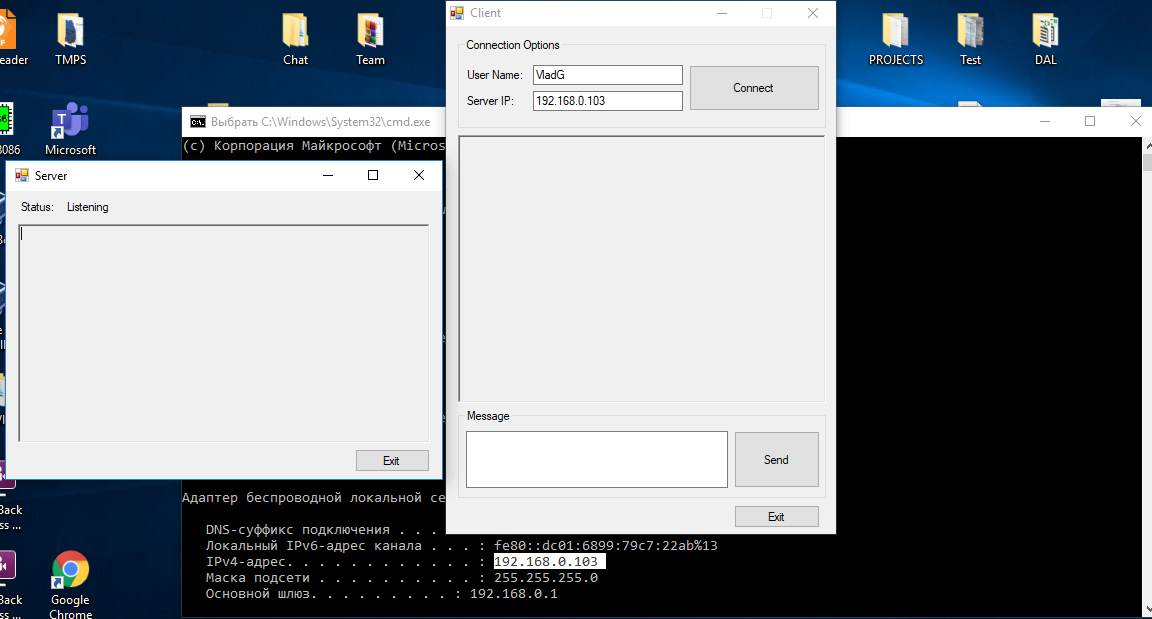 eader
TMPS
Chat
Team
PROJECTS
Test
DAL
8086
Microsoft
Client
Connection Options
User Name:
VladG
Server IP:
192.168.0.103
Connect
Message
Send
Exit
Server
Status: Listening
Exit
Выбрать C:\Windows\System32\cmd.exe
(c) Корпорация Майкрософт (Micros
Адаптер беспроводной локальной се
DNS-суффикс подключения . . .
Локальный IPv6-адрес канала . . . : fe80::dc01:6899:79c7:22ab%13
IPv4-адрес. . . . . . . . . . . . : 192.168.0.103
Маска подсети . . . . . . . . . . : 255.255.255.0
Основной шлюз. . . . . . . . . : 192.168.0.1
Back
ss ...
Back
ss ...
Google
Chrome